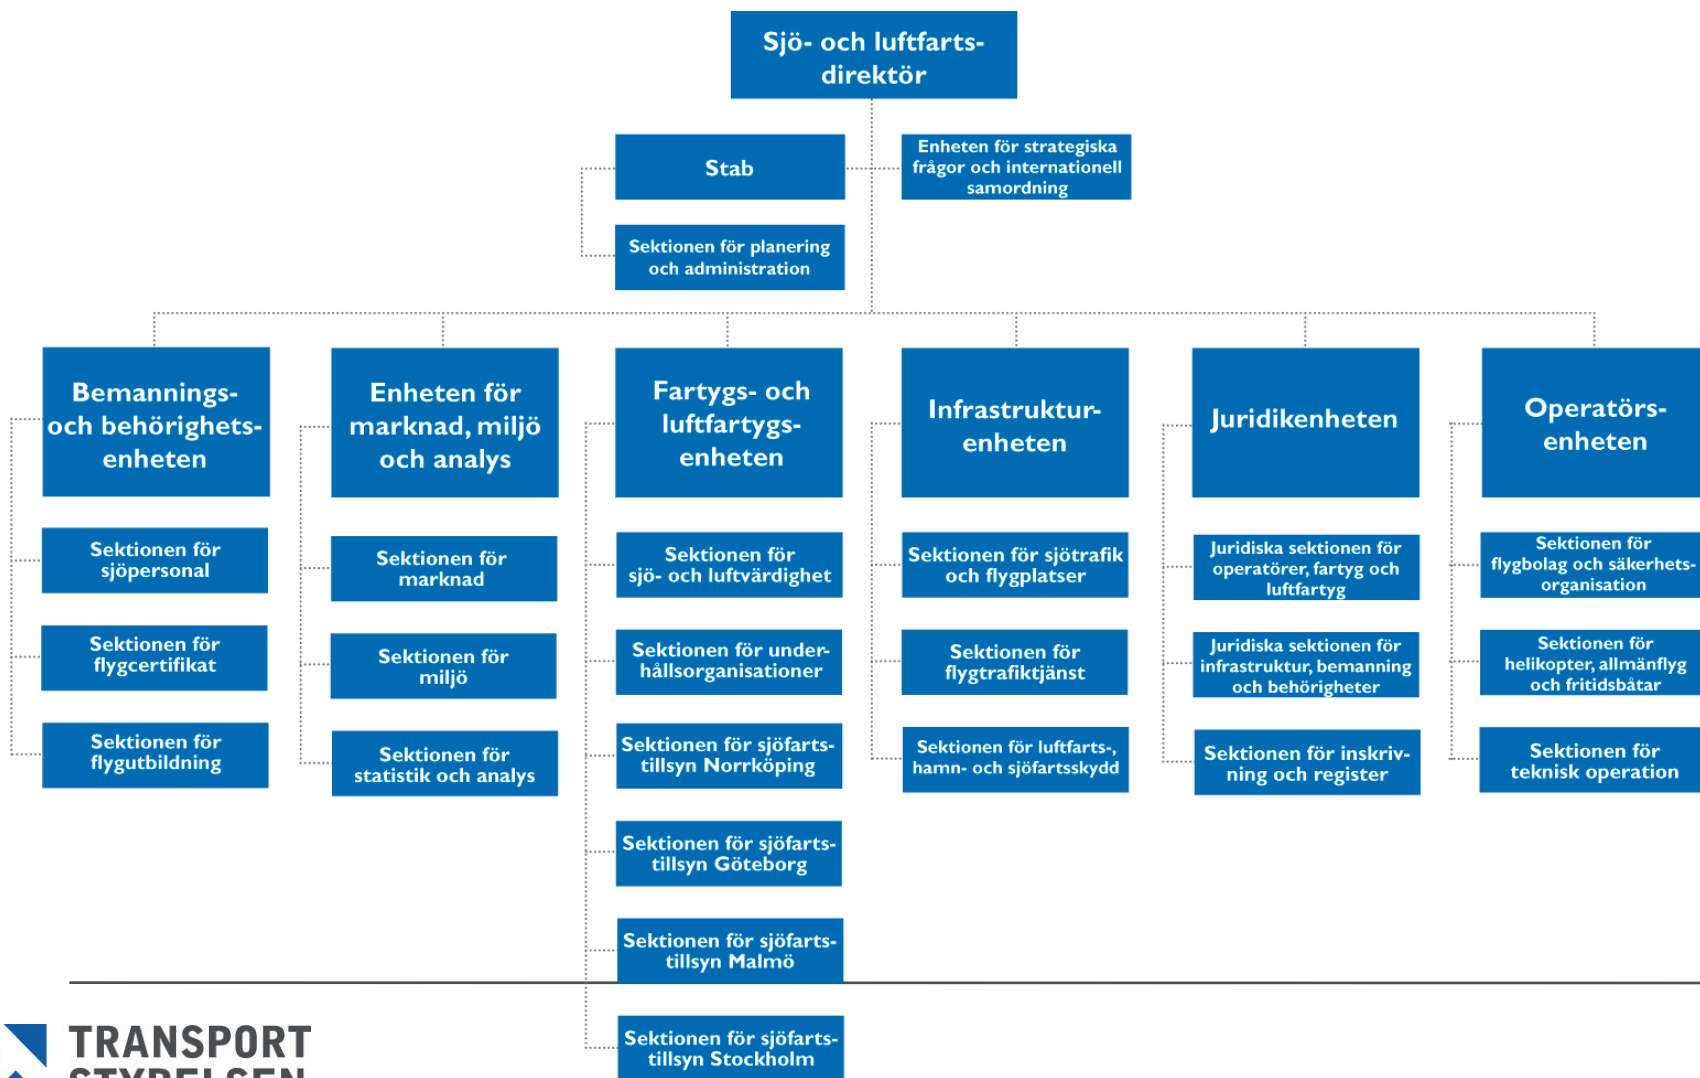 Sjö- och luftfarts-
direktör
Stab
Enheten för strategiska
frågor och internationell
samordning
Sektionen för planering
och administration
Bemannings-
och behörighets-
enheten
Sektionen för
sjöpersonal
Sektionen för
flygcertifikat
Sektionen för
flygutbildning
Enheten för
marknad, miljö
och analys
Sektionen för
marknad
Sektionen för
miljö
Sektionen för
statistik och analys
Fartygs- och
luftfartygs-
enheten
Sektionen för
sjö- och luftvärdighet
Sektionen för under-
hållsorganisationer
Sektionen för sjöfarts-
tillsyn Norrköping
Sektionen för sjöfarts-
tillsyn Göteborg
Sektionen för sjöfarts-
tillsyn Malmö
Sektionen för sjöfarts-
tillsyn Stockholm
Infrastruktur-
enheten
Sektionen för sjötrafik
och flygplatser
Sektionen för
flygtrafiktjänst
Sektionen för luftfarts-,
hamn- och sjöfartsskydd
Juridikenheten
Juridiska sektionen för
operatörer, fartyg och
luftfartyg
Juridiska sektionen för
infrastruktur, bemanning
och behörigheter
Sektionen för inskriv-
ning och register
Operatörs-
enheten
Sektionen för
flygbolag och säkerhets-
organisation
Sektionen för
helikopter, allmänflyg
och fritidsbåtar
Sektionen för
teknisk operation
TRANSPORT
STYRELSEN